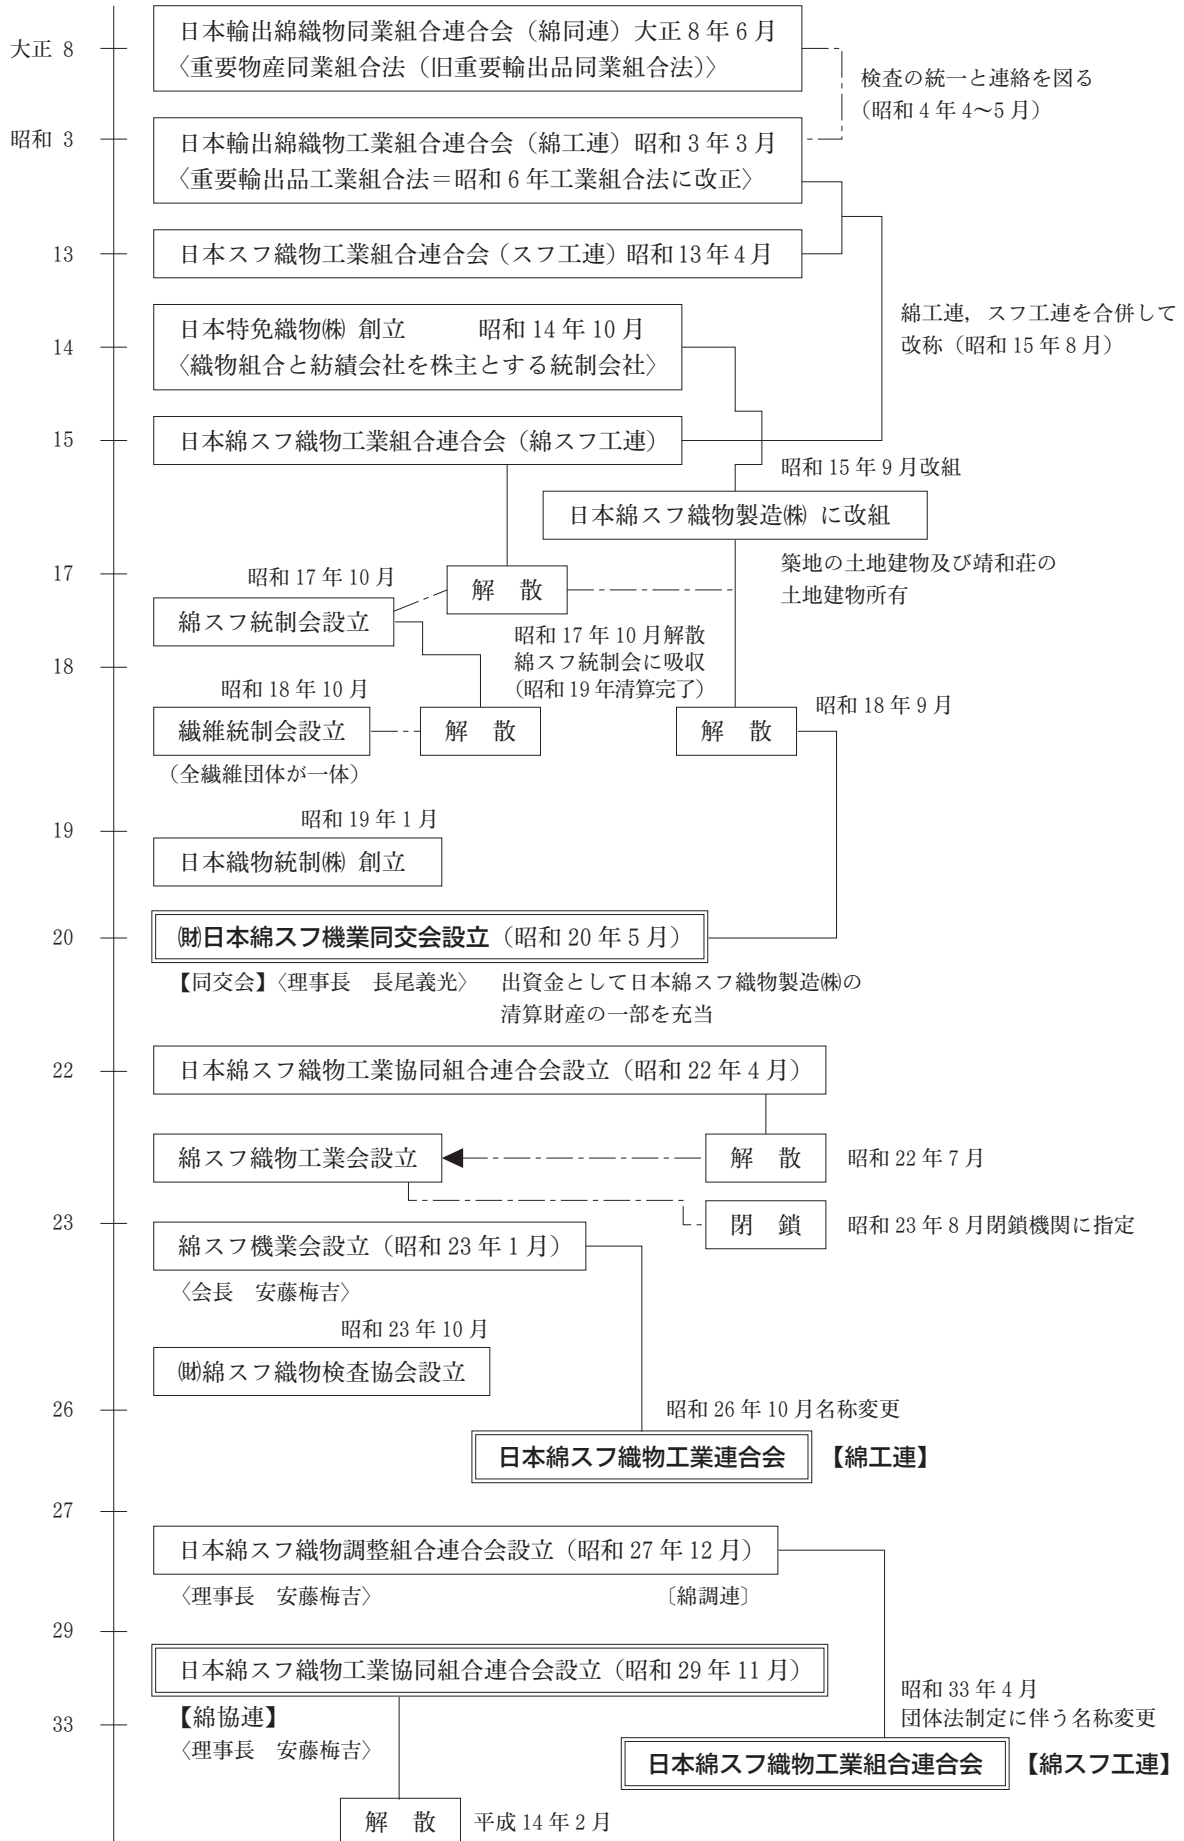 大正 8
日本輸出綿織物同業組合連合会（綿同連）大正 8 年 6 月
〈重要物産同業組合法（旧重要輸出品同業組合法）〉
検査の統一と連絡を図る
（昭和 4 年 4〜5 月）
昭和 3
日本輸出綿織物工業組合連合会（綿工連）昭和 3 年 3 月
〈重要輸出品工業組合法＝昭和 6 年工業組合法に改正〉
13
日本スフ織物工業組合連合会（スフ工連）昭和 13 年 4 月
綿工連，スフ工連を合併して
改称（昭和 15 年 8 月）
14
日本特免織物㈱ 創立　　昭和 14 年 10 月
〈織物組合と紡績会社を株主とする統制会社〉
15
日本綿スフ織物工業組合連合会（綿スフ工連）
昭和 15 年 9 月改組
日本綿スフ織物製造㈱ に改組
築地の土地建物及び靖和荘の
土地建物所有
17
昭和 17 年 10 月
解　散
綿スフ統制会設立
昭和 17 年 10 月解散
綿スフ統制会に吸収
（昭和 19 年清算完了）
18
昭和 18 年 10 月
昭和 18 年 9 月
繊維統制会設立
解　散
解　散
（全繊維団体が一体）
19
昭和 19 年 1 月
日本織物統制㈱ 創立
20
㈶日本綿スフ機業同交会設立（昭和 20 年 5 月）
【同交会】〈理事長　長尾義光〉　出資金として日本綿スフ織物製造㈱の
清算財産の一部を充当
22
日本綿スフ織物工業協同組合連合会設立（昭和 22 年 4 月）
綿スフ織物工業会設立
解　散
昭和 22 年 7 月
23
閉　鎖
昭和 23 年 8 月閉鎖機関に指定
綿スフ機業会設立（昭和 23 年 1 月）
〈会長　安藤梅吉〉
昭和 23 年 10 月
㈶綿スフ織物検査協会設立
26
昭和 26 年 10 月名称変更
日本綿スフ織物工業連合会
【綿工連】
27
日本綿スフ織物調整組合連合会設立（昭和 27 年 12 月）
〈理事長　安藤梅吉〉
〔綿調連〕
29
日本綿スフ織物工業協同組合連合会設立（昭和 29 年 11 月）
昭和 33 年 4 月
団体法制定に伴う名称変更
33
【綿協連】
〈理事長　安藤梅吉〉
日本綿スフ織物工業組合連合会
【綿スフ工連】
解　散
平成 14 年 2 月